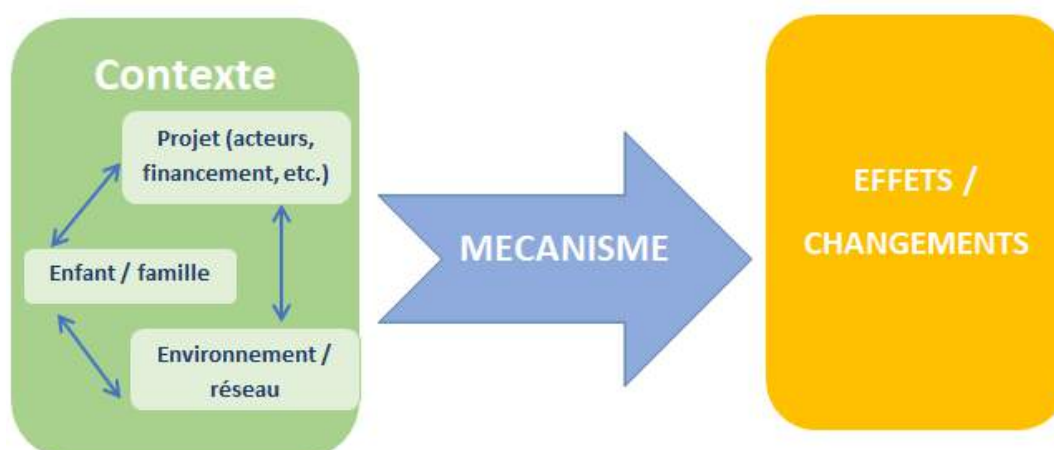 Contexte
Projet (acteurs,
financement, etc.)
Enfant / famille
Environnement /
réseau
MECANISME
EFFETS /
CHANGEMENTS